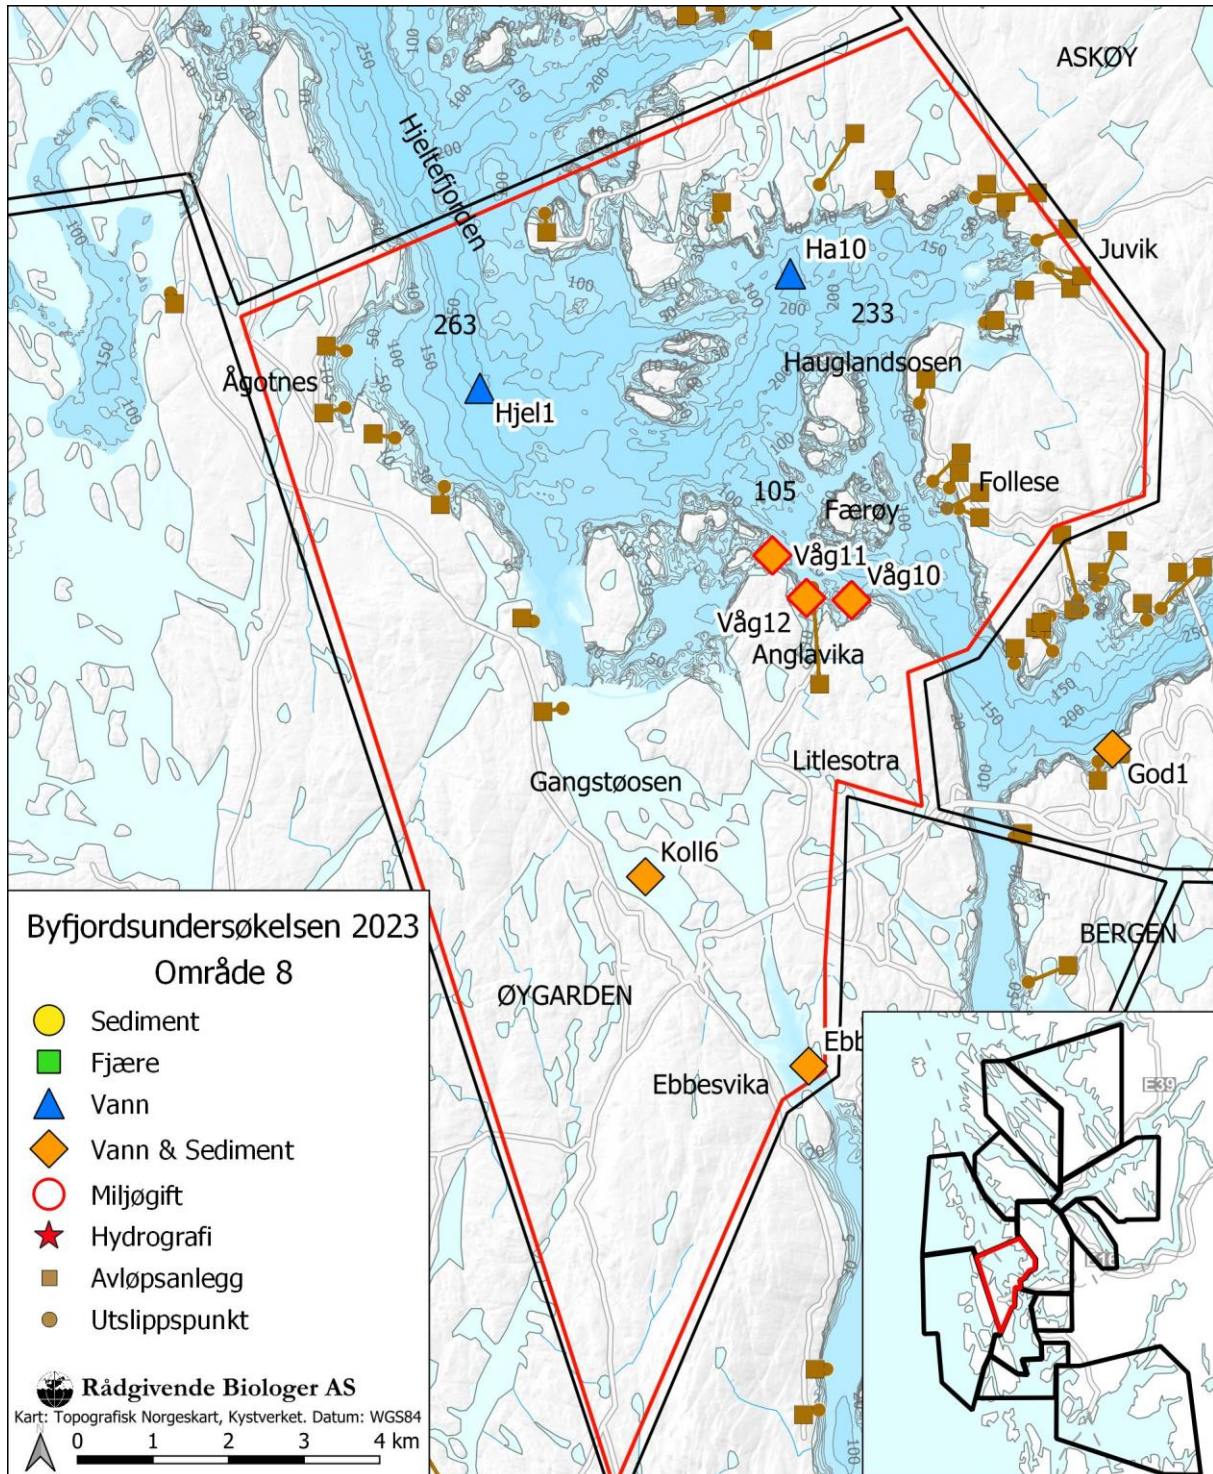 ASKØY
Hjeltefjorden
Juvik
Ha10
263
233
Hauglandsosen
Ågotnes
Hjel1
105
Follese
Færøy
Våg11
Våg10
Våg12
Anglavika
Litlesotra
Gangstøosen
God1
Koll6
BERGEN
ØYGARDEN
Ebb
Ebbesvika
Byfjordsundersøkelsen 2023
Område 8
Sediment
Fjære
Vann
Vann & Sediment
Miljøgift
Hydrografi
Avløpsanlegg
Utslippspunkt
Rådgivende Biologer AS
Kart: Topografisk Norgeskart, Kystverket. Datum: WGS84
N
0 1 2 4 km
E39
E16